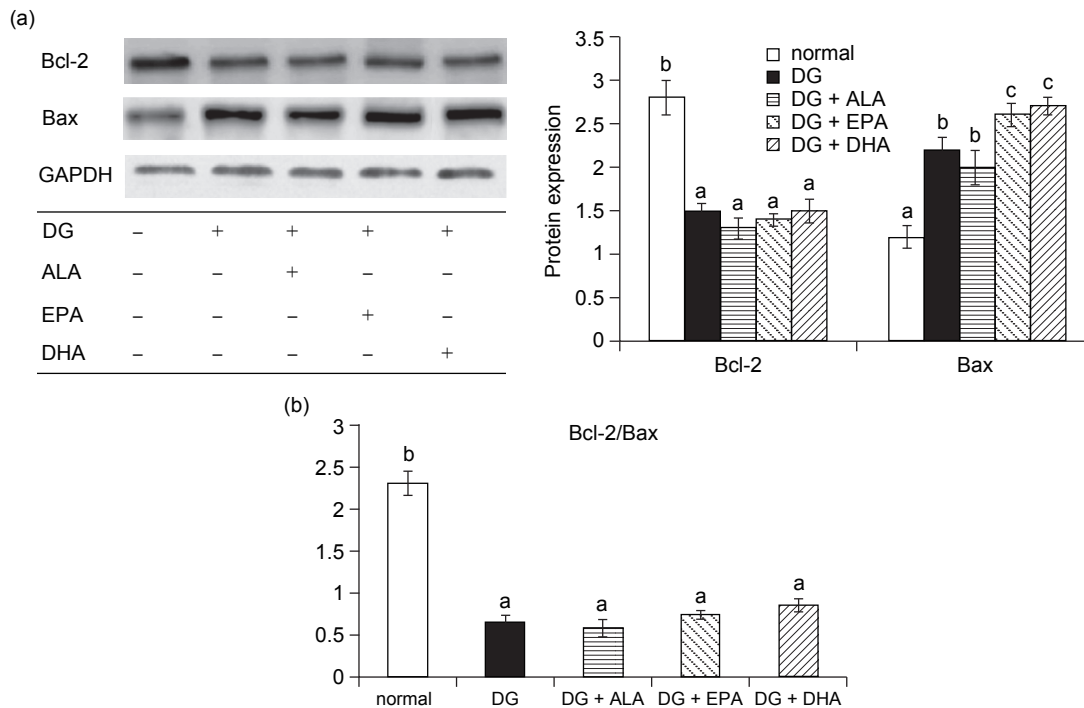 (a)
Bcl-2
Bax
GAPDH
DG – + + + +
ALA – – + – –
EPA – – – + –
DHA – – – – +
Protein expression
3.5
3
2.5
2
1.5
1
0.5
0
normal
DG
DG + ALA
DG + EPA
DG + DHA
b
a a a a
a
b b
c c
Bcl-2 Bax
(b)
Bcl-2/Bax
3
2.5
2
1.5
1
0.5
0
b
a a a a
normal DG DG + ALA DG + EPA DG + DHA